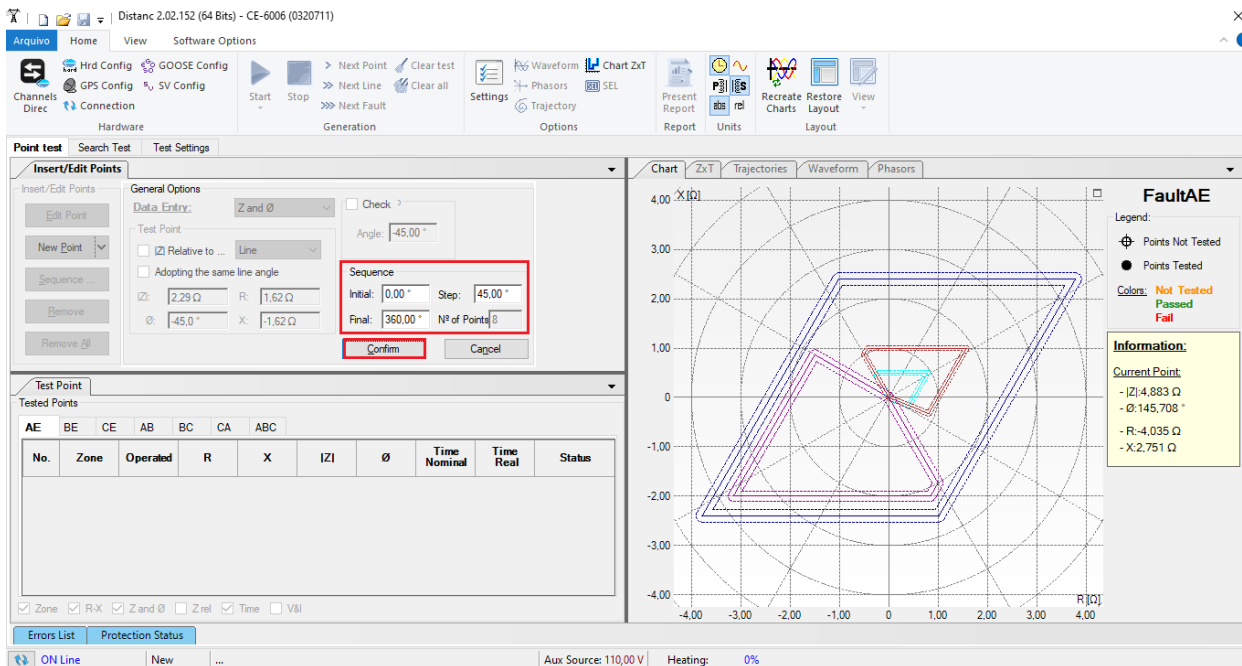 Distanc 2.02.152 (64 Bits) - CE-6006 (0320711)
Arquivo Home View Software Options
Channels Direc
Hrd Config GOOSE Config
GPS Config SV Config
Connection
Hardware
Start Stop
Next Point Clear test
Next Line Clear all
Next Fault
Generation
Settings
Waveform Chart ZxT
Phasors SEL
Trajectory
Options
Present Report
Report
abs rel
Units
Recreate Charts Restore Layout View
Layout
Point test Search Test Test Settings
Insert/Edit Points
Insert/Edit Points
Edit Point
New Point
Sequence ...
Remove
Remove All
General Options
Data Entry: Z and Ø
Test Point
|Z| Relative to ... Line
Adopting the same line angle
|Z|: 2,29 Ω R: 1,62 Ω
Ø: -45,0 ° X: -1,62 Ω
Check
Angle: -45,00 °
Sequence
Initial: 0,00 ° Step: 45,00 °
Final: 360,00 ° Nº of Points 8
Confirm Cancel
Test Point
Tested Points
AE BE CE AB BC CA ABC
No. Zone Operated R X |Z| Ø Time Nominal Time Real Status
Zone R-X Z and Ø Z rel Time V&I
Chart ZxT Trajectories Waveform Phasors
X [Ω]
4,00
3,00
2,00
1,00
0
-1,00
-2,00
-3,00
-4,00
R [Ω]
-4,00 -3,00 -2,00 -1,00 0 1,00 2,00 3,00 4,00
FaultAE
Legend:
Points Not Tested
Points Tested
Colors: Not Tested
Passed
Fail
Information:
Current Point:
- |Z|:4,883 Ω
- Ø:145,708 °
- R:-4,035 Ω
- X:2,751 Ω
Errors List Protection Status
ON Line New ... Aux Source: 110,00 V Heating: 0%